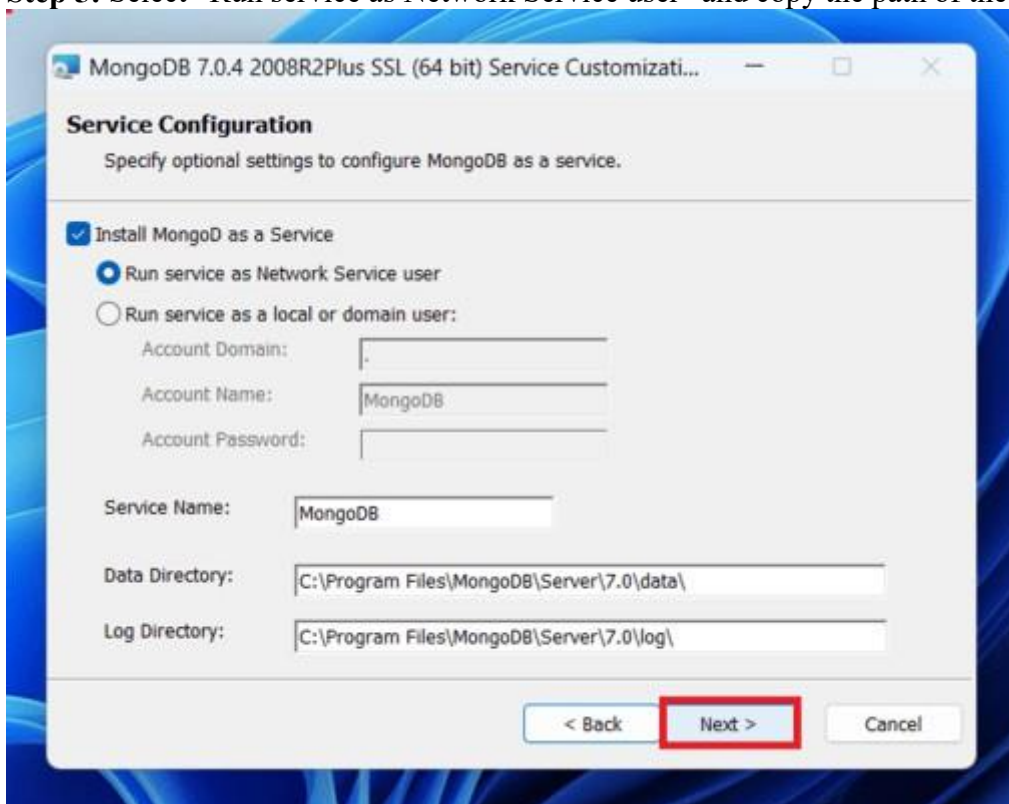 Step 5: Select "Run service as Network Service user" and copy the path of the
MongoDB 7.0.4 2008R2Plus SSL (64 bit) Service Customizati...
Service Configuration
Specify optional settings to configure MongoDB as a service.
Install MongoD as a Service
Run service as Network Service user
Run service as a local or domain user:
Account Domain: .
Account Name: MongoDB
Account Password:
Service Name: MongoDB
Data Directory: C:\Program Files\MongoDB\Server\7.0\data\
Log Directory: C:\Program Files\MongoDB\Server\7.0\log\
< Back Next > Cancel